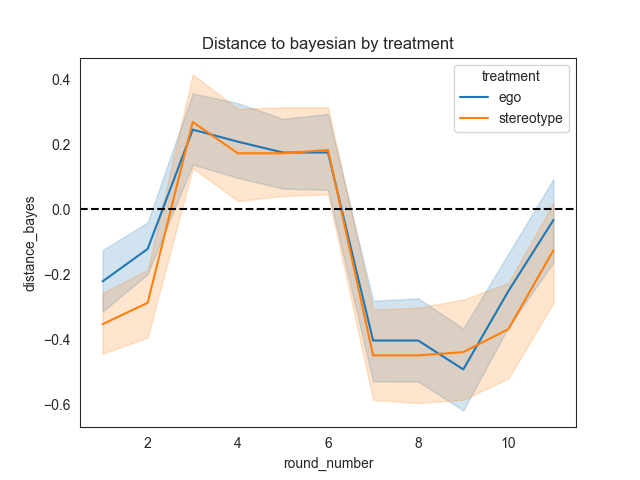 Distance to bayesian by treatment
treatment
ego
stereotype
0.4
0.2
0.0
−0.2
−0.4
−0.6
distance_bayes
2
4
6
8
10
round_number